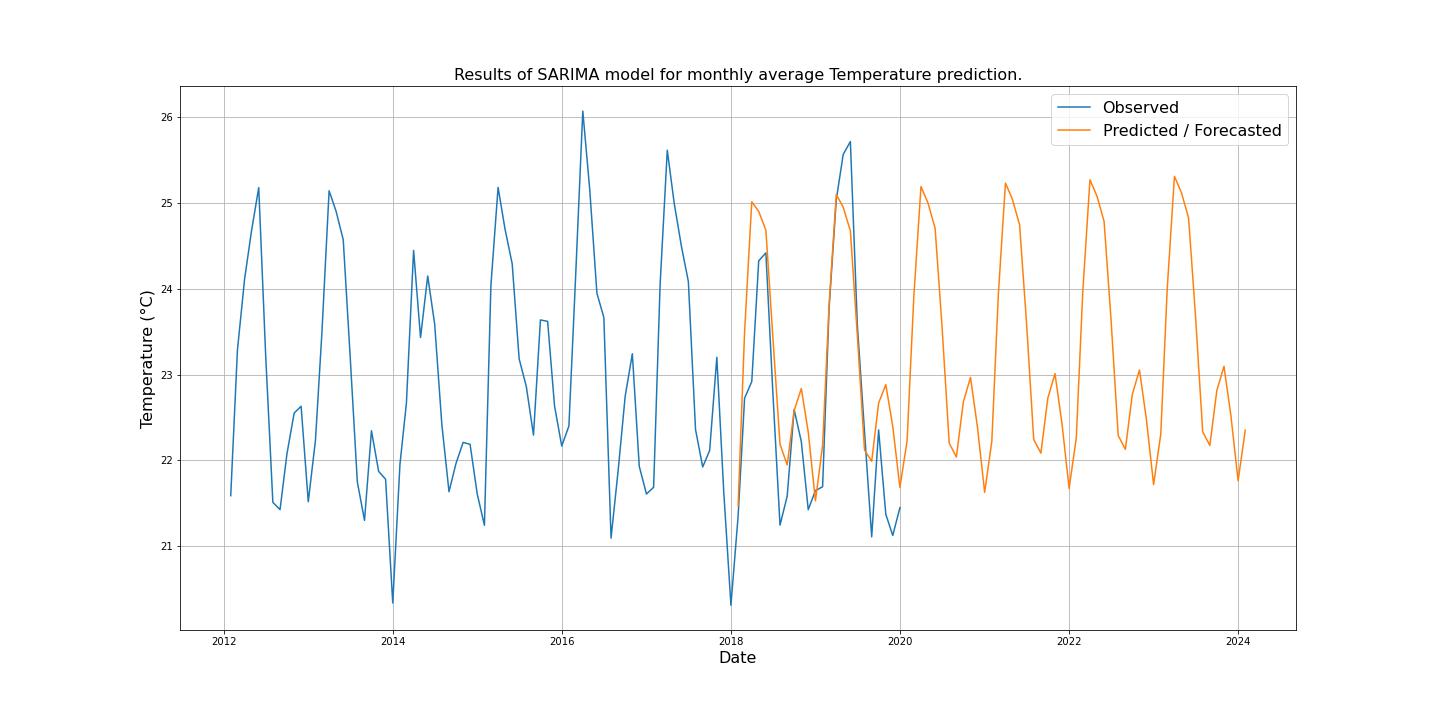 Results of SARIMA model for monthly average Temperature prediction.
Observed
Predicted / Forecasted
Temperature (°C)
26
25
24
23
22
21
2012
2014
2016
2018
2020
2022
2024
Date